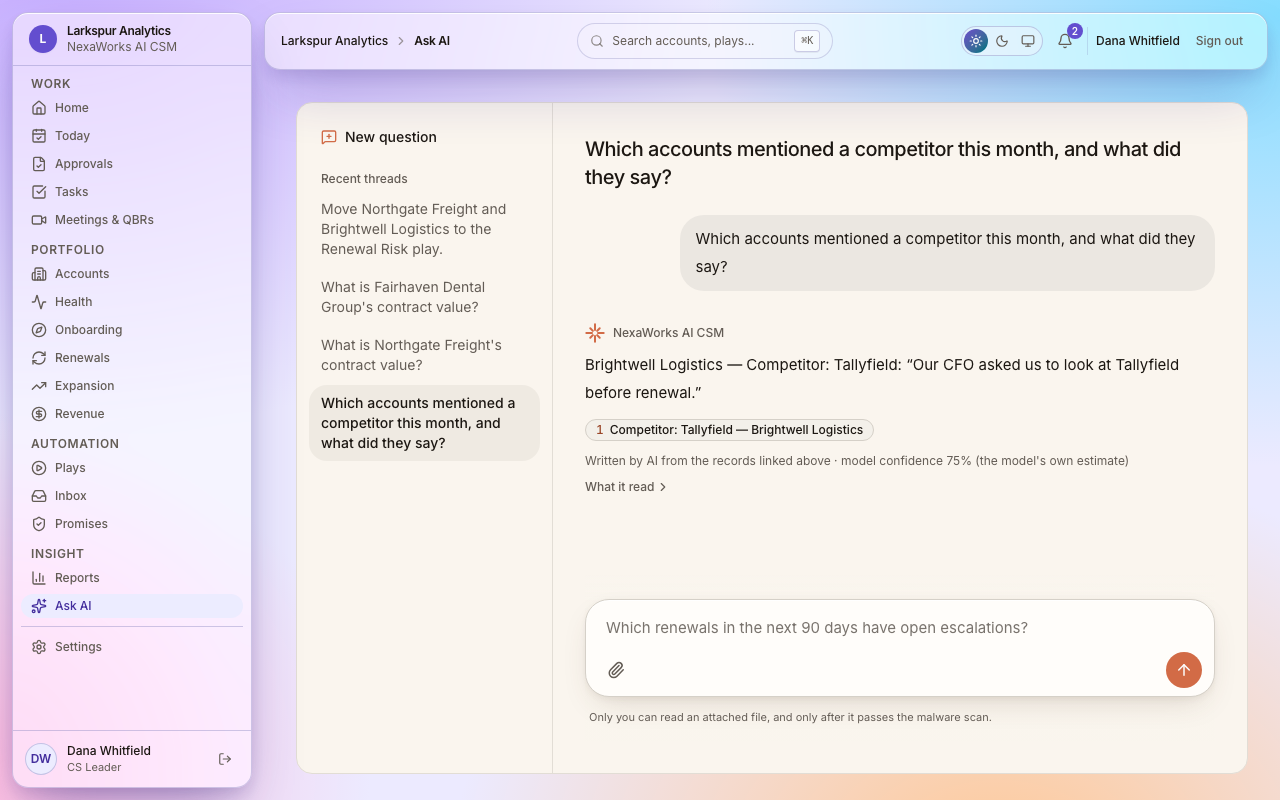 L
Larkspur Analytics
NexaWorks AI CSM
WORK
Home
Today
Approvals
Tasks
Meetings & QBRs
PORTFOLIO
Accounts
Health
Onboarding
Renewals
Expansion
Revenue
AUTOMATION
Plays
Inbox
Promises
INSIGHT
Reports
Ask AI
Settings
DW
Dana Whitfield
CS Leader
Larkspur Analytics
Ask AI
Search accounts, plays...
⌘K
2
Dana Whitfield
Sign out
New question
Recent threads
Move Northgate Freight and
Brightwell Logistics to the
Renewal Risk play.
What is Fairhaven Dental
Group's contract value?
What is Northgate Freight's
contract value?
Which accounts mentioned a
competitor this month, and
what did they say?
Which accounts mentioned a competitor this month, and what did
they say?
Which accounts mentioned a competitor this month, and what did they
say?
NexaWorks AI CSM
Brightwell Logistics — Competitor: Tallyfield: “Our CFO asked us to look at Tallyfield
before renewal.”
1 Competitor: Tallyfield — Brightwell Logistics
Written by AI from the records linked above · model confidence 75% (the model's own estimate)
What it read
Which renewals in the next 90 days have open escalations?
Only you can read an attached file, and only after it passes the malware scan.